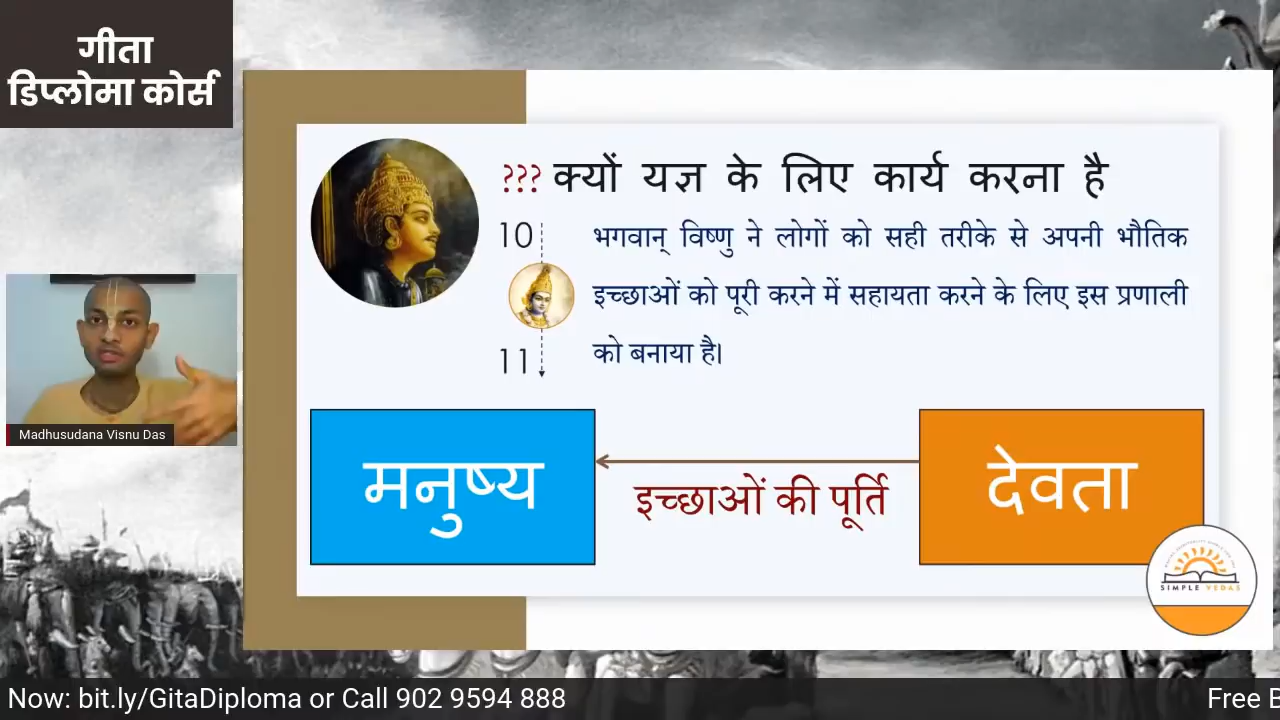 गीता
डिप्लोमा कोर्स
??? क्यों यज्ञ के लिए कार्य करना है
10
भगवान् विष्णु ने लोगों को सही तरीके से अपनी भौतिक
इच्छाओं को पूरी करने में सहायता करने के लिए इस प्रणाली
11
को बनाया है।
Madhusudana Visnu Das
मनुष्य
इच्छाओं की पूर्ति
देवता
SIMPLE VEDAS
Now: bit.ly/GitaDiploma or Call 902 9594 888
Free B